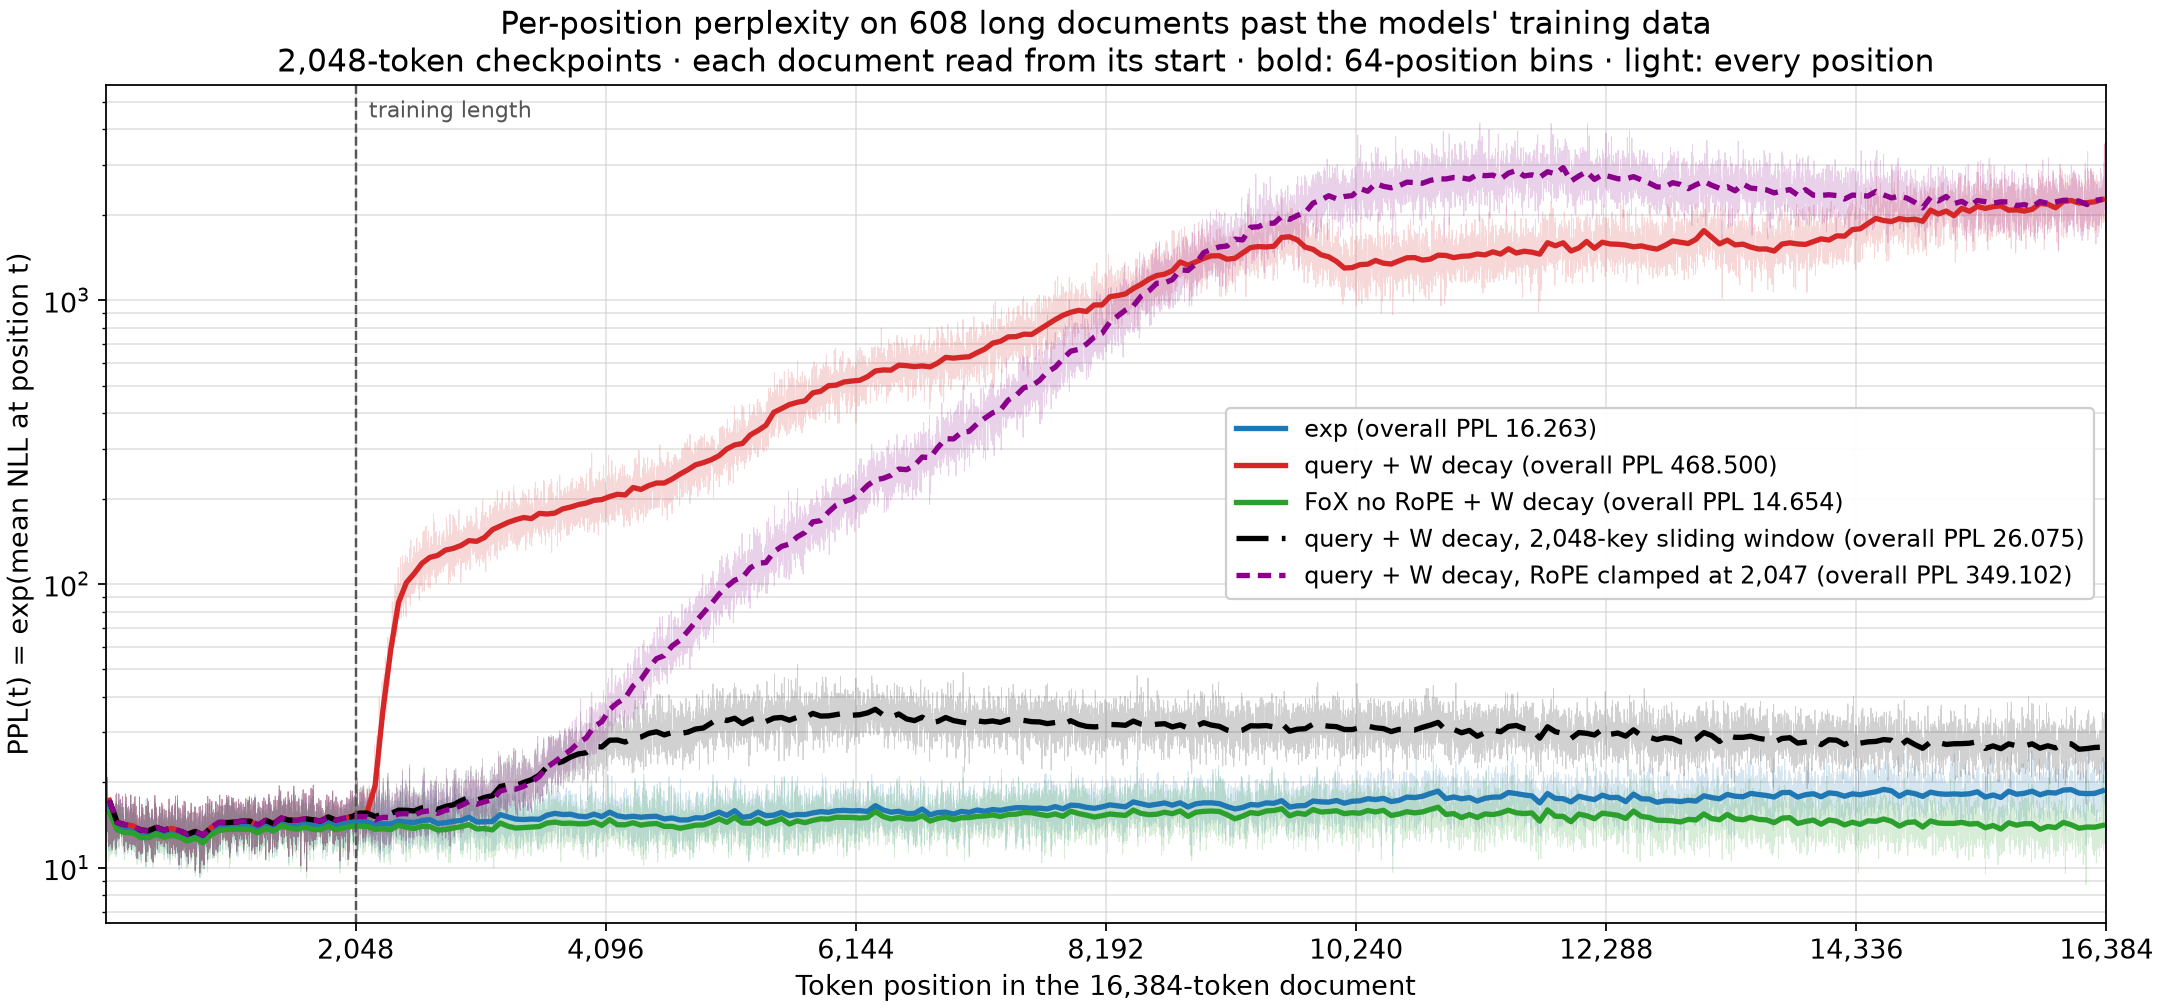 Per-position perplexity on 608 long documents past the models' training data
2,048-token checkpoints · each document read from its start · bold: 64-position bins · light: every position
training length
PPL(t) = exp(mean NLL at position t)
10³
10²
10¹
exp (overall PPL 16.263)
query + W decay (overall PPL 468.500)
FoX no RoPE + W decay (overall PPL 14.654)
query + W decay, 2,048-key sliding window (overall PPL 26.075)
query + W decay, RoPE clamped at 2,047 (overall PPL 349.102)
2,048 4,096 6,144 8,192 10,240 12,288 14,336 16,384
Token position in the 16,384-token document